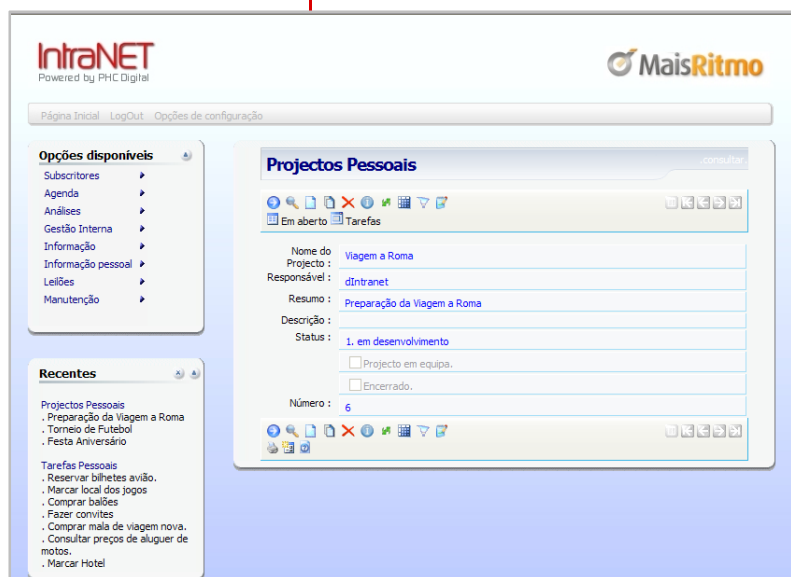 IntraNET
Powered by PHC Digital
MaisRitmo
Página Inicial LogOut Opções de configuração
Opções disponíveis
Subscritores
Agenda
Análises
Gestão Interna
Informação
Informação pessoal
Leilões
Manutenção
Recentes
Projectos Pessoais
. Preparação da Viagem a Roma
. Torneio de Futebol
. Festa Aniversário
Tarefas Pessoais
. Reservar bilhetes avião.
. Marcar local dos jogos
. Comprar balões
. Fazer convites
. Comprar mala de viagem nova.
. Consultar preços de aluguer de
motos.
. Marcar Hotel
Projectos Pessoais
.consultar.
Em aberto Tarefas
Nome do
Projecto : Viagem a Roma
Responsável : dIntranet
Resumo : Preparação da Viagem a Roma
Descrição :
Status : 1. em desenvolvimento
Projecto em equipa.
Encerrado.
Número : 6